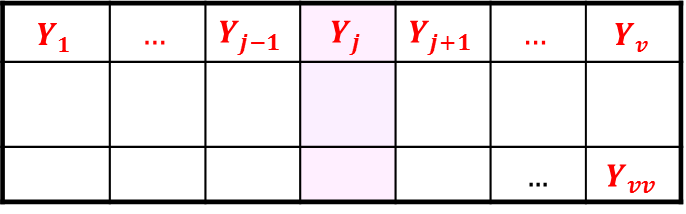 Y₁ ... Yⱼ₋₁ Yⱼ Yⱼ₊₁ ... Yᵥ
... Yᵥᵥ